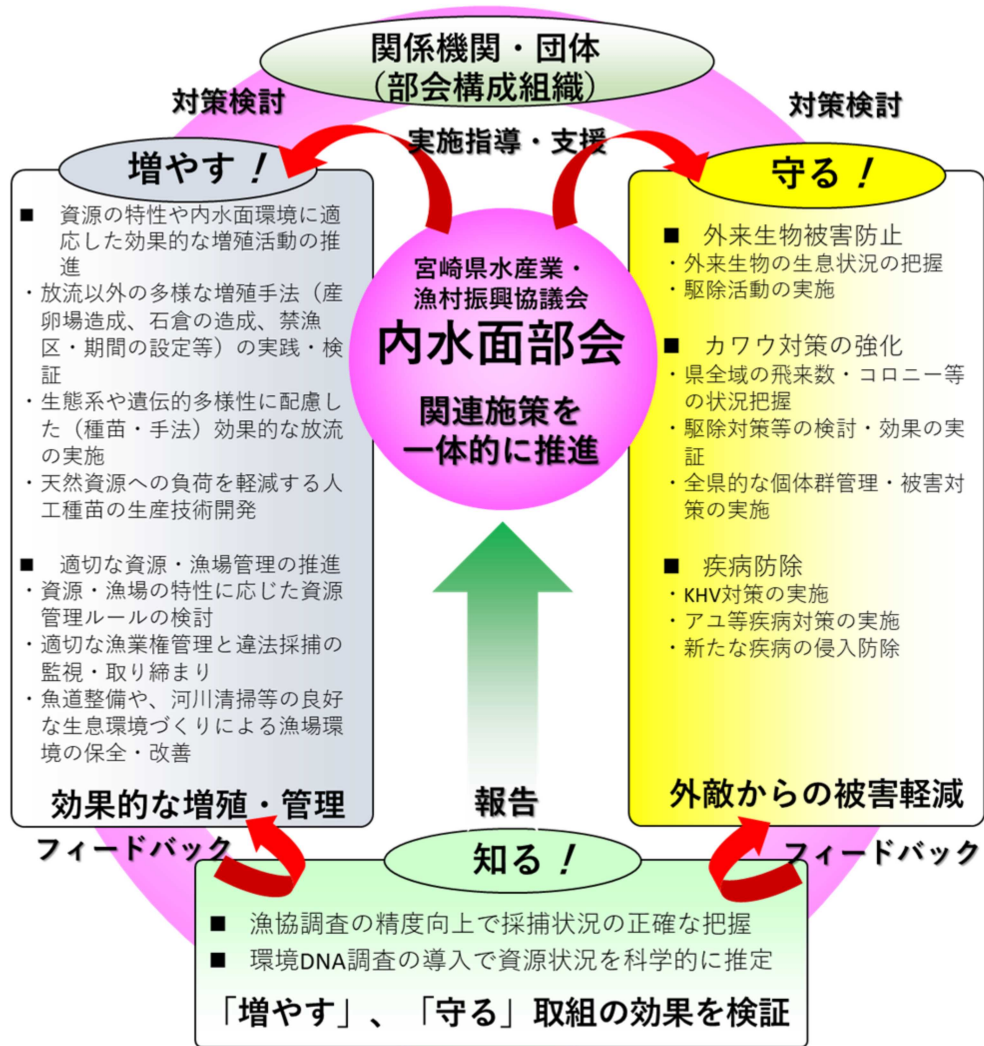 関係機関・団体
(部会構成組織)
対策検討
対策検討
実施指導・支援
増やす！
■ 資源の特性や内水面環境に適
応した効果的な増殖活動の推
進
・放流以外の多様な増殖手法（産
卵場造成、石倉の造成、禁漁
区・期間の設定等）の実践・検
証
・生態系や遺伝的多様性に配慮し
た（種苗・手法）効果的な放流
の実施
・天然資源への負荷を軽減する人
工種苗の生産技術開発
■ 適切な資源・漁場管理の推進
・資源・漁場の特性に応じた資源
管理ルールの検討
・適切な漁業権管理と違法採捕の
監視・取り締まり
・魚道整備や、河川清掃等の良好
な生息環境づくりによる漁場環
境の保全・改善
効果的な増殖・管理
宮崎県水産業・
漁村振興協議会
内水面部会
関連施策を
一体的に推進
守る！
■ 外来生物被害防止
・外来生物の生息状況の把握
・駆除活動の実施
■ カワウ対策の強化
・県全域の飛来数・コロニー等
の状況把握
・駆除対策等の検討・効果の実
証
・全県的な個体群管理・被害対
策の実施
■ 疾病防除
・KHV対策の実施
・アユ等疾病対策の実施
・新たな疾病の侵入防除
外敵からの被害軽減
報告
フィードバック
フィードバック
知る！
■ 漁協調査の精度向上で採捕状況の正確な把握
■ 環境DNA調査の導入で資源状況を科学的に推定
「増やす」、「守る」取組の効果を検証